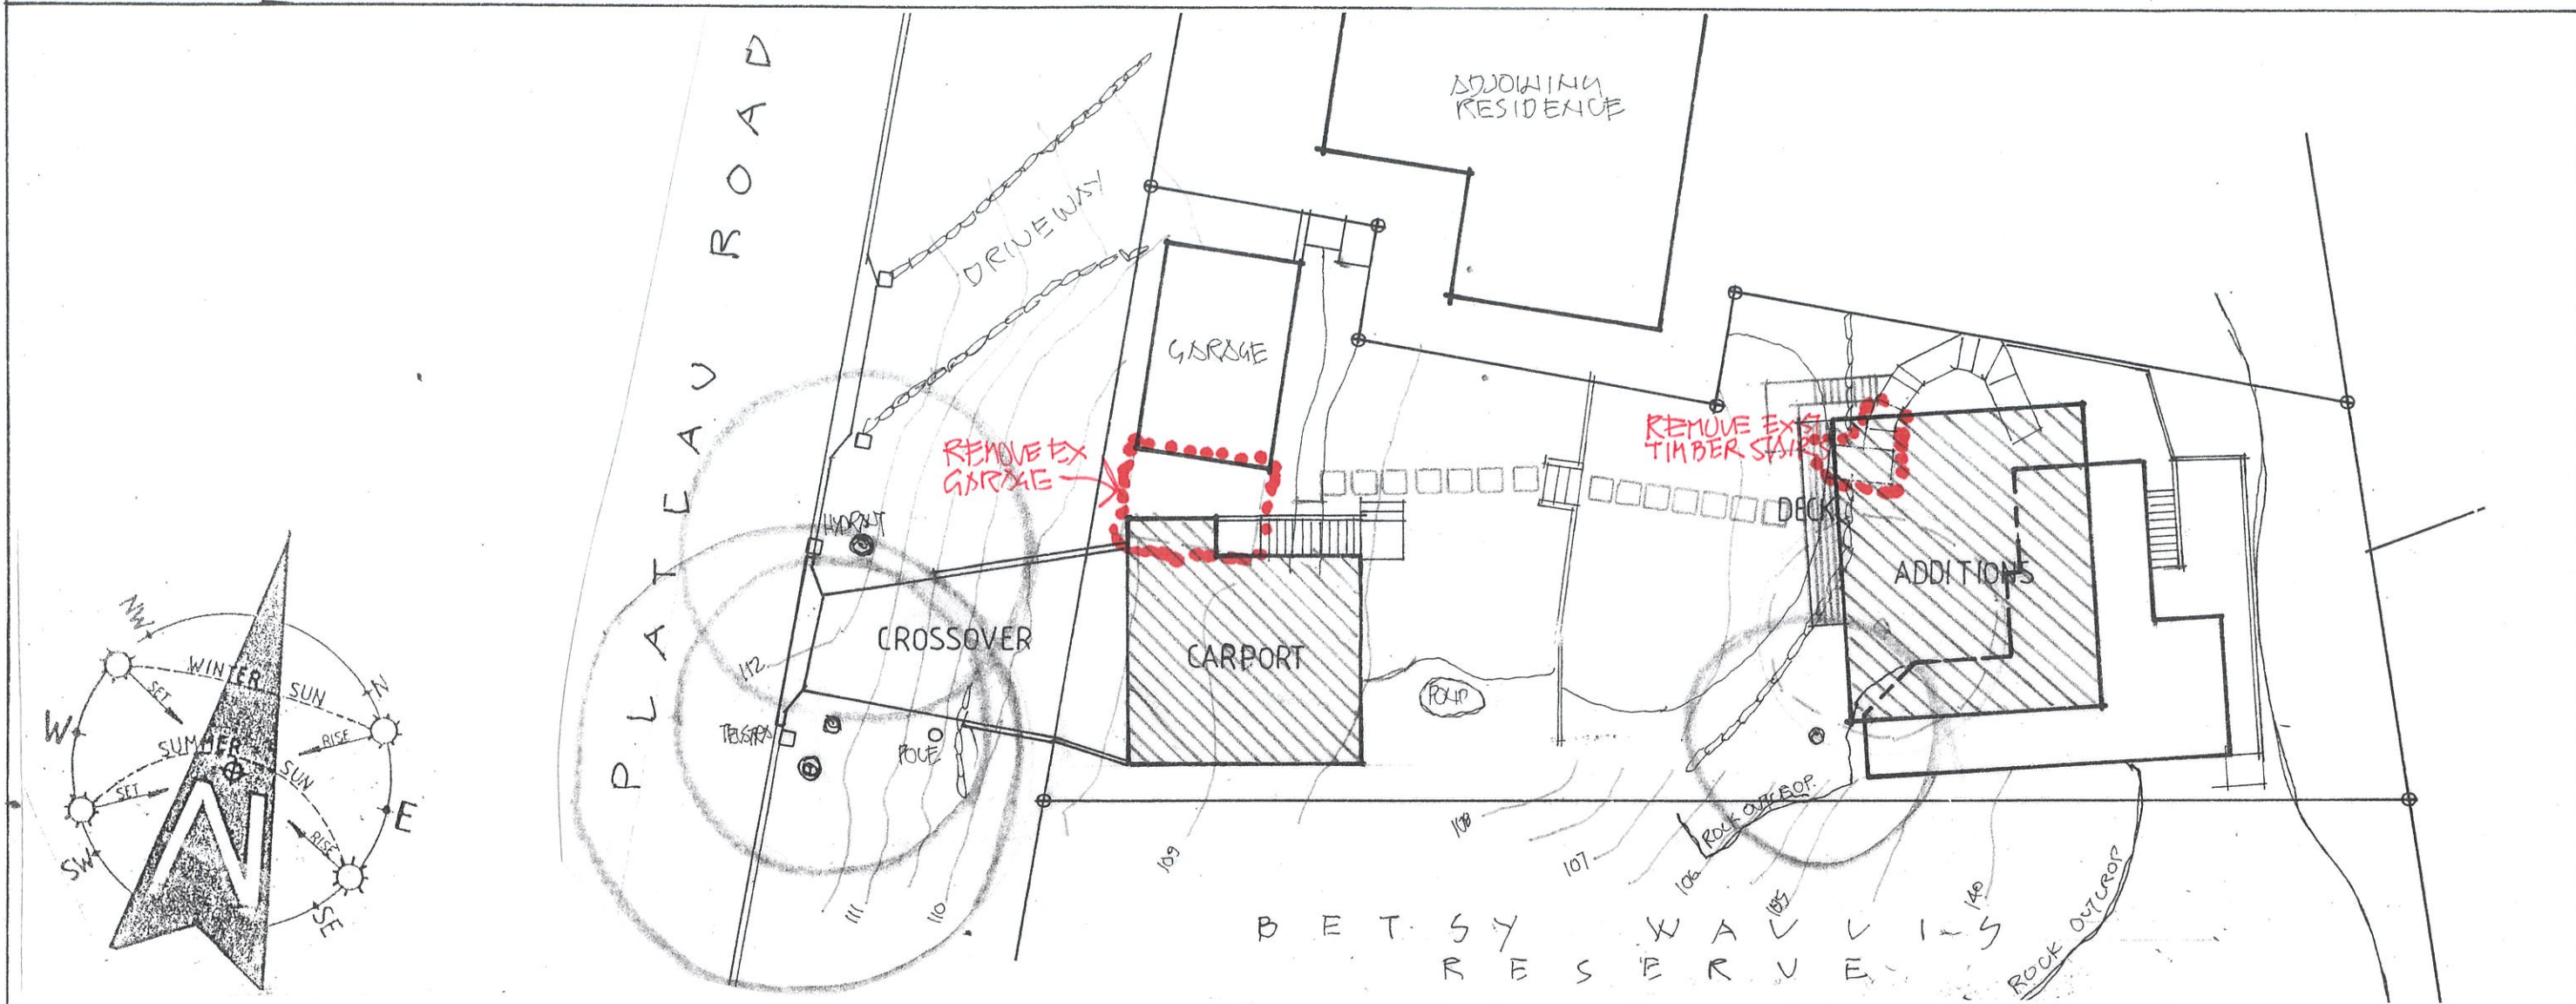 PLATEAU ROAD
ADJOINING
RESIDENCE
DRIVEWAY
GARAGE
REMOVE EX
GARAGE
REMOVE EXS
TIMBER STAIRS
DECK
ADDITIONS
HYDRANT
CROSSOVER
CARPORT
112
TELSTRA
POLE
111
110
109
108
107
106
105
ROCK OUTCROP
ROCK OUTCROP
BETSY WALLIS
RESERVE
NW
WINTER
SUN
N
SET
W
SUMMER
SUN
RISE
SET
RISE
E
SW
SE
N